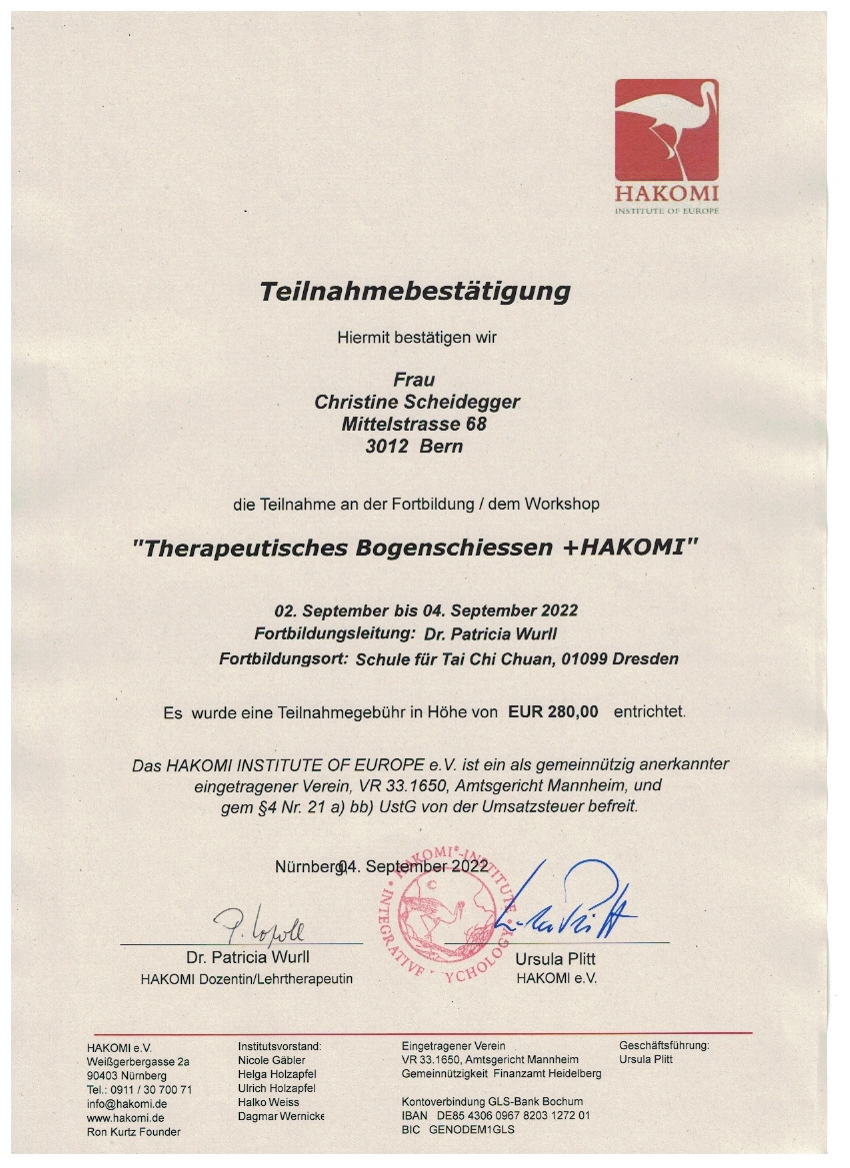 HAKOMI
INSTITUTE OF EUROPE
Teilnahmebestätigung
Hiermit bestätigen wir
Frau
Christine Scheidegger
Mittelstrasse 68
3012 Bern
die Teilnahme an der Fortbildung / dem Workshop
"Therapeutisches Bogenschiessen +HAKOMI"
02. September bis 04. September 2022
Fortbildungsleitung: Dr. Patricia Wurll
Fortbildungsort: Schule für Tai Chi Chuan, 01099 Dresden
Es wurde eine Teilnahmegebühr in Höhe von EUR 280,00 entrichtet.
Das HAKOMI INSTITUTE OF EUROPE e.V. ist ein als gemeinnützig anerkannter
eingetragener Verein, VR 33.1650, Amtsgericht Mannheim, und
gem §4 Nr. 21 a) bb) UstG von der Umsatzsteuer befreit.
Nürnberg, 04. September 2022
HAKOMI®-INSTITUTE
INTEGRATIVE YCHOLOGY
Dr. Patricia Wurll
HAKOMI Dozentin/Lehrtherapeutin
Ursula Plitt
HAKOMI e.V.
HAKOMI e.V.
Weißgerbergasse 2a
90403 Nürnberg
Tel.: 0911 / 30 700 71
info@hakomi.de
www.hakomi.de
Ron Kurtz Founder
Institutsvorstand:
Nicole Gäbler
Helga Holzapfel
Ulrich Holzapfel
Halko Weiss
Dagmar Wernicke
Eingetragener Verein
VR 33.1650, Amtsgericht Mannheim
Gemeinnützigkeit Finanzamt Heidelberg
Kontoverbindung GLS-Bank Bochum
IBAN DE85 4306 0967 8203 1272 01
BIC GENODEM1GLS
Geschäftsführung:
Ursula Plitt